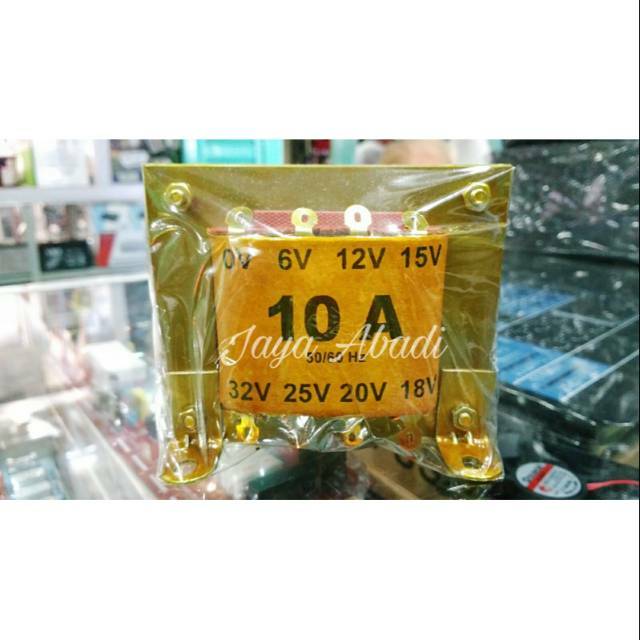 0V 6V 12V 15V
10 A
Jaya Abadi
50/60 Hz
32V 25V 20V 18V